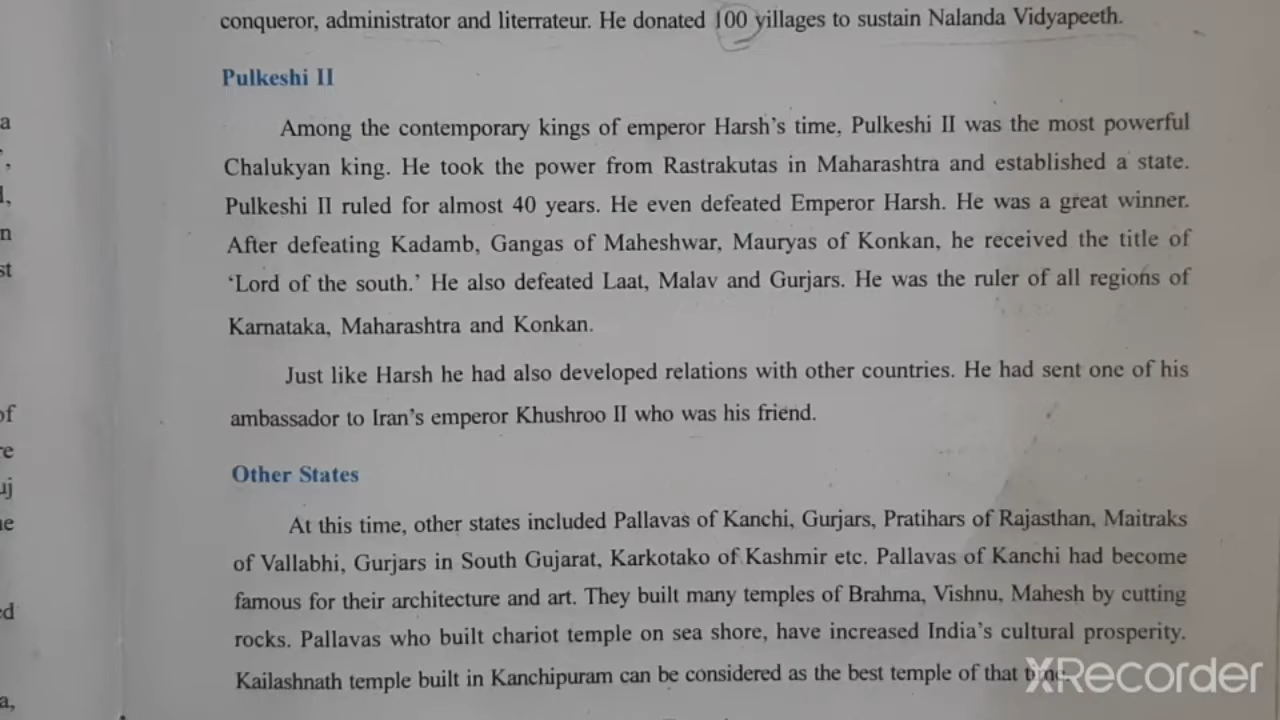 conqueror, administrator and literrateur. He donated 100 villages to sustain Nalanda Vidyapeeth.
Pulkeshi II
Among the contemporary kings of emperor Harsh's time, Pulkeshi II was the most powerful
Chalukyan king. He took the power from Rastrakutas in Maharashtra and established a state.
Pulkeshi II ruled for almost 40 years. He even defeated Emperor Harsh. He was a great winner.
After defeating Kadamb, Gangas of Maheshwar, Mauryas of Konkan, he received the title of
'Lord of the south.' He also defeated Laat, Malav and Gurjars. He was the ruler of all regions of
Karnataka, Maharashtra and Konkan.
Just like Harsh he had also developed relations with other countries. He had sent one of his
ambassador to Iran's emperor Khushroo II who was his friend.
Other States
At this time, other states included Pallavas of Kanchi, Gurjars, Pratihars of Rajasthan, Maitraks
of Vallabhi, Gurjars in South Gujarat, Karkotako of Kashmir etc. Pallavas of Kanchi had become
famous for their architecture and art. They built many temples of Brahma, Vishnu, Mahesh by cutting
rocks. Pallavas who built chariot temple on sea shore, have increased India's cultural prosperity.
Kailashnath temple built in Kanchipuram can be considered as the best temple of that
XRecorder